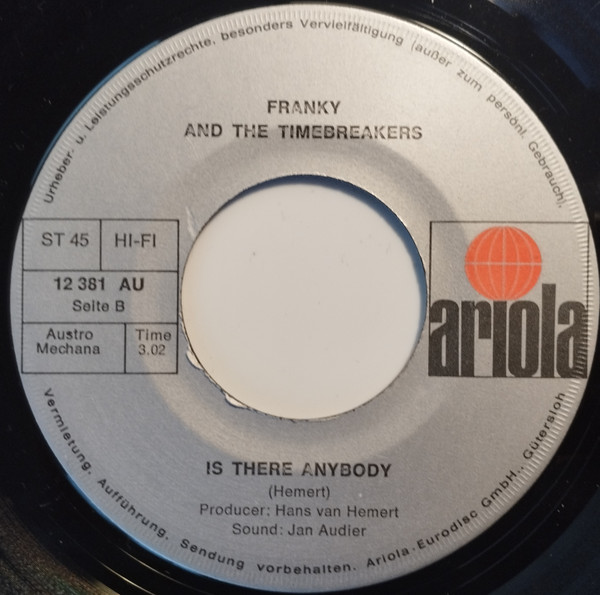 Urheber- u. Leistungsschutzrechte, besonders Vervielfältigung (außer zum persönl. Gebrauch),
FRANKY
AND THE TIMEBREAKERS
ST 45
HI-FI
12 381 AU
Seite B
Austro
Mechana
Time
3.02
ariola
IS THERE ANYBODY
(Hemert)
Producer: Hans van Hemert
Sound: Jan Audier
Vermietung, Aufführung, Sendung vorbehalten. Ariola-Eurodisc GmbH., Gütersloh